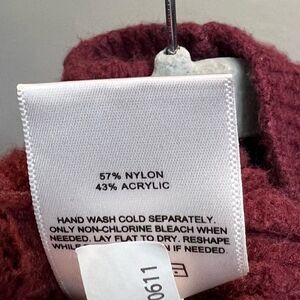 57% NYLON
43% ACRYLIC
HAND WASH COLD SEPARATELY.
ONLY NON-CHLORINE BLEACH WHEN
NEEDED. LAY FLAT TO DRY. RESHAPE
IF NEEDED
0611